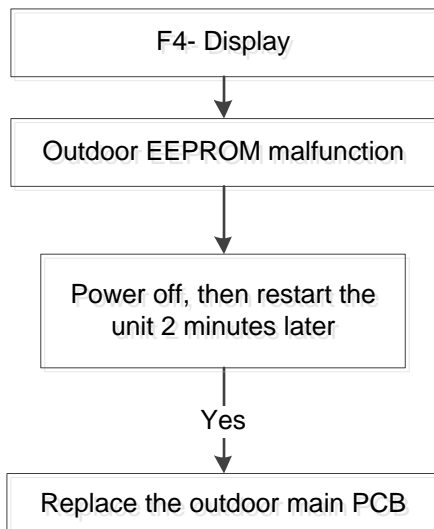 F4- Display
Outdoor EEPROM malfunction
Power off, then restart the
unit 2 minutes later
Yes
Replace the outdoor main PCB